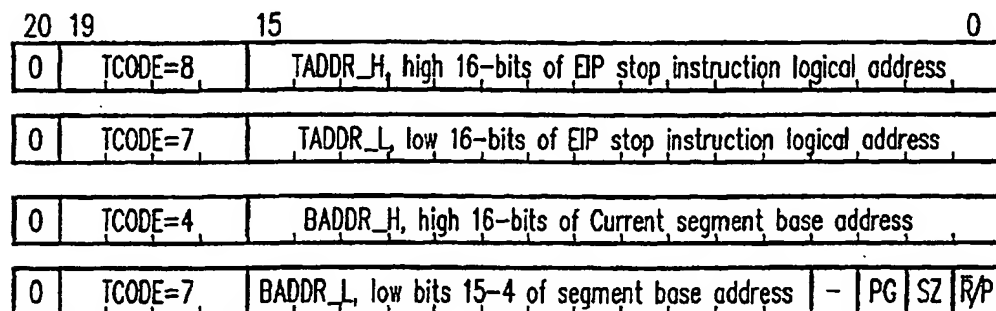 20 19 15 0
0 TCODE=8 TADDR_H, high 16-bits of EIP stop instruction logical address
0 TCODE=7 TADDR_L, low 16-bits of EIP stop instruction logical address
0 TCODE=4 BADDR_H, high 16-bits of Current segment base address
0 TCODE=7 BADDR_L, low bits 15-4 of segment base address - PG SZ R̅/P